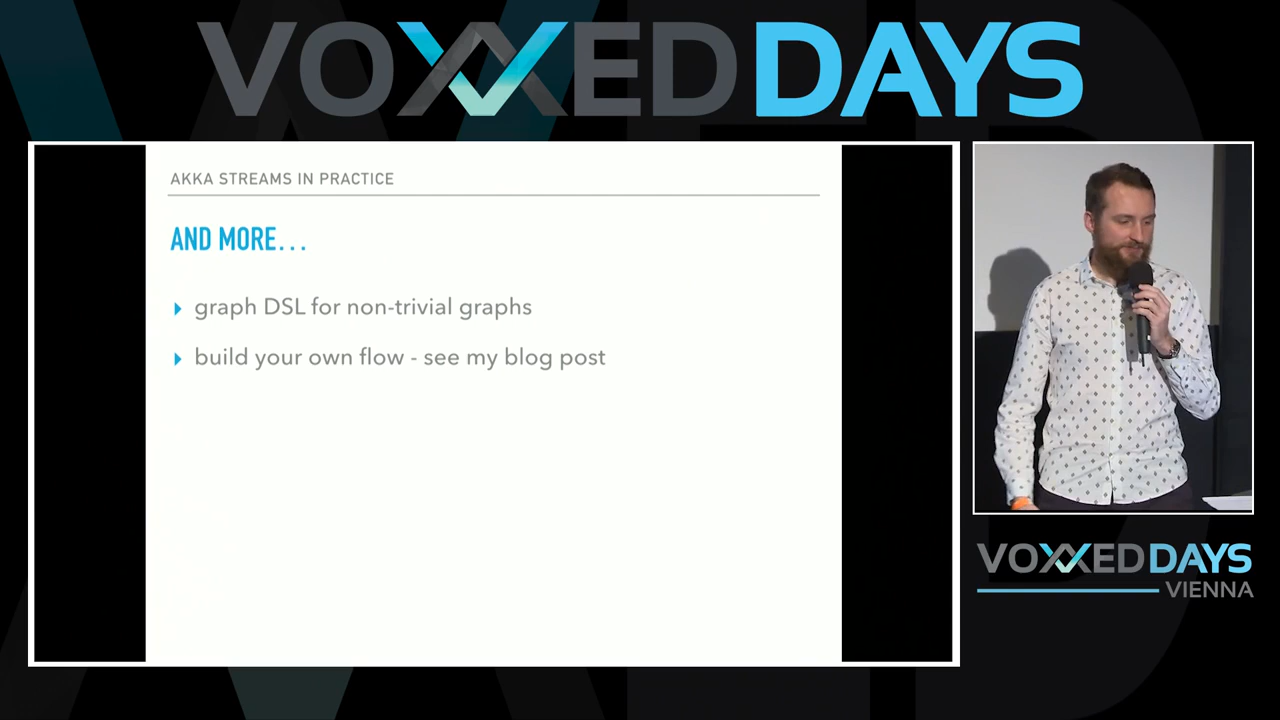 VOXXED DAYS
AKKA STREAMS IN PRACTICE
AND MORE...
graph DSL for non-trivial graphs
build your own flow - see my blog post
VOXXED DAYS
VIENNA